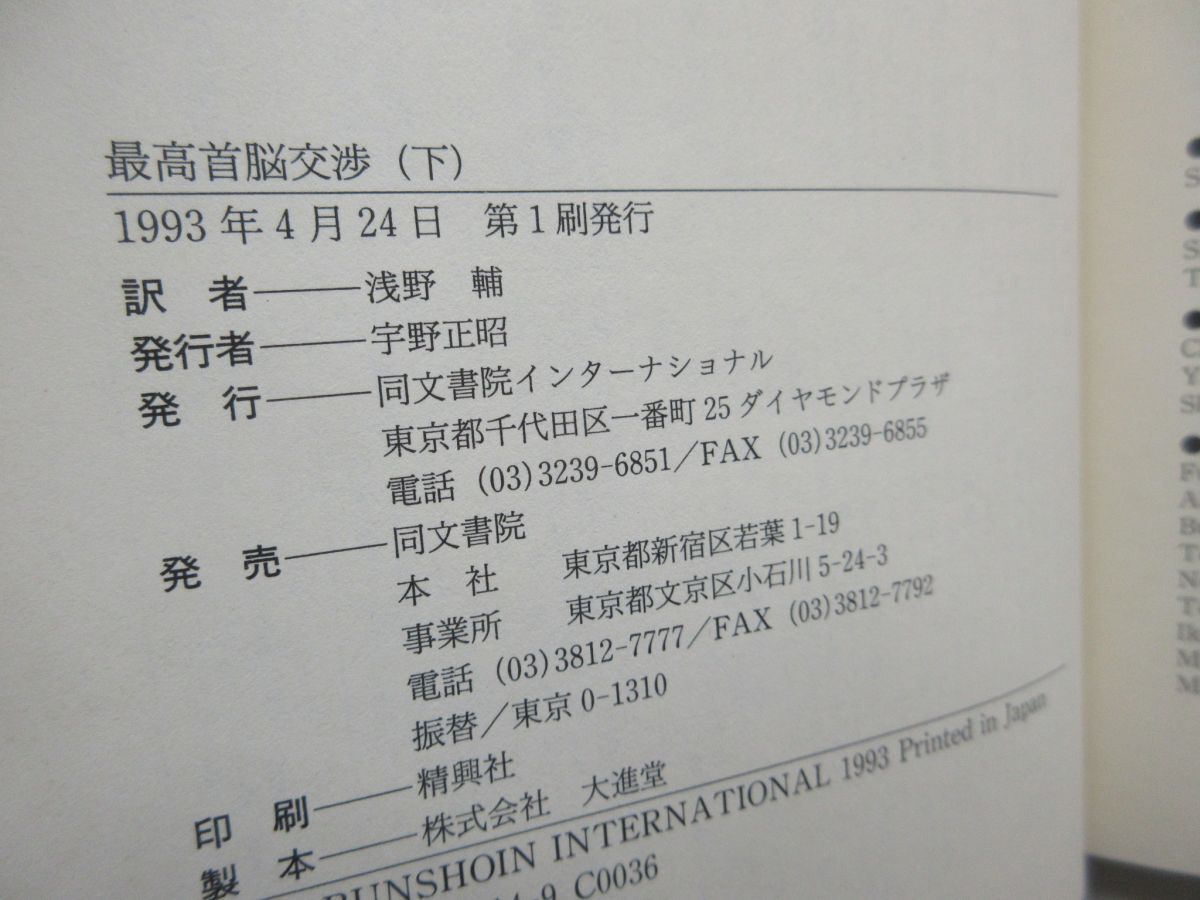 最高首脳交渉（下）
1993年4月24日　第1刷発行
訳　者――浅野　輔
発行者――宇野正昭
発　行――同文書院インターナショナル
東京都千代田区一番町25ダイヤモンドプラザ
電話（03）3239-6851／FAX（03）3239-6855
発　売――同文書院
本　社　東京都新宿区若葉1-19
事業所　東京都文京区小石川5-24-3
電話（03）3812-7777／FAX（03）3812-7792
振替／東京0-1310
印　刷――精興社
製　本――株式会社　大進堂
BUNSHOIN INTERNATIONAL 1993 Printed in Japan
-9 C0036